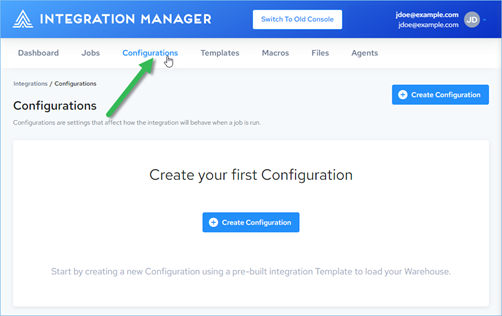 INTEGRATION MANAGER
Switch To Old Console
jdoe@example.com
jdoe@example.com
JD
Dashboard Jobs Configurations Templates Macros Files Agents
Integrations / Configurations
Create Configuration
Configurations
Configurations are settings that affect how the integration will behave when a job is run.
Create your first Configuration
Create Configuration
Start by creating a new Configuration using a pre-built integration Template to load your Warehouse.